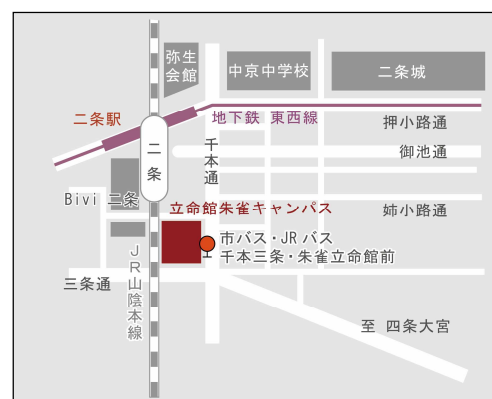 弥生
会館
中京中学校
二条城
二条駅
地下鉄 東西線
押小路通
二条
千本通
御池通
Bivi 二条
立命館朱雀キャンパス
姉小路通
市バス・JRバス
千本三条・朱雀立命館前
三条通
JR山陰本線
至 四条大宮